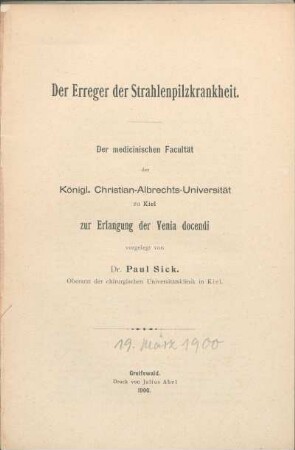 Der Erreger der Strahlenpilzkrankheit.
Der medicinischen Facultät
der
Königl. Christian-Albrechts-Universität
zu Kiel
zur Erlangung der Venia docendi
vorgelegt von
Dr. Paul Sick.
Oberarzt der chirurgischen Universitätsklinik in Kiel.
19. März 1900
Greifswald.
Druck von Julius Abel